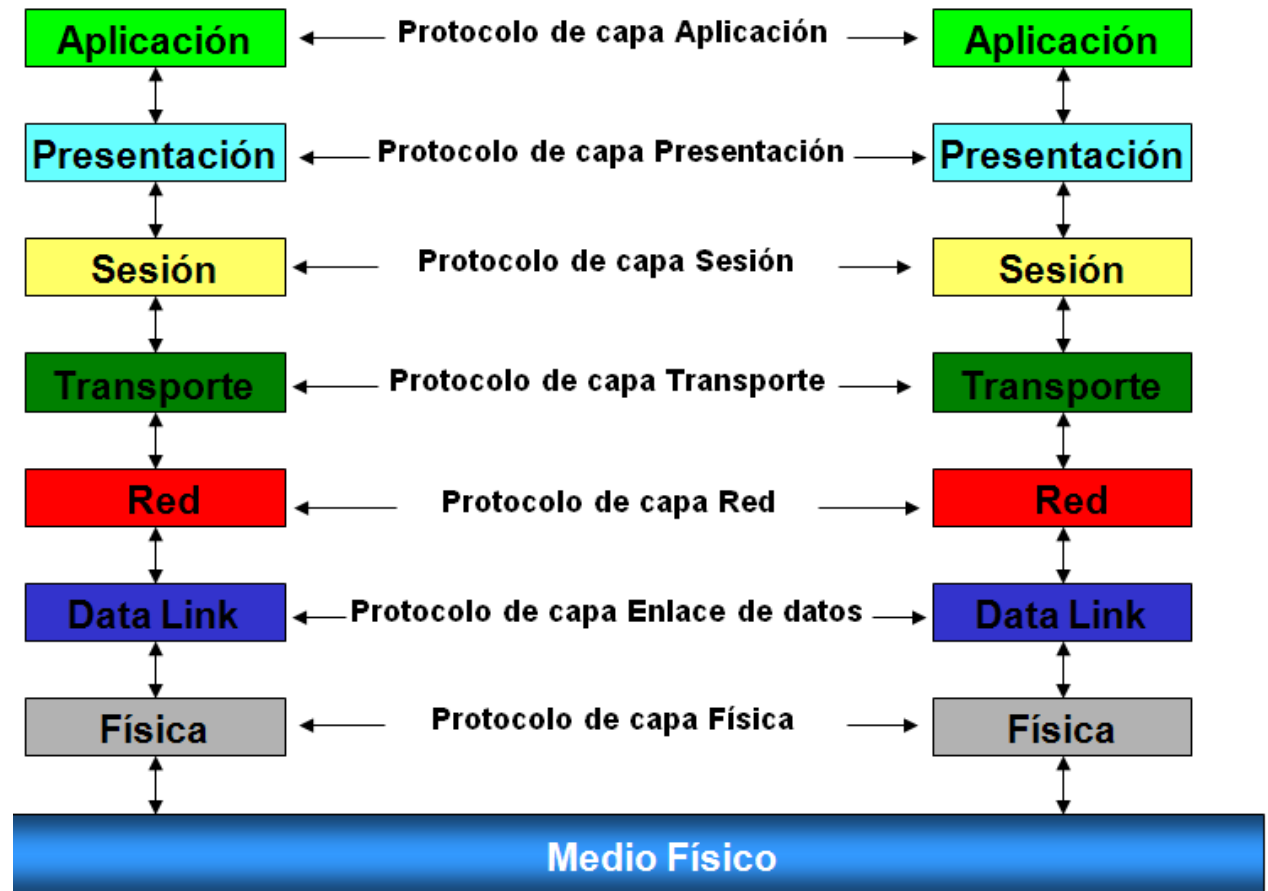 Aplicación Protocolo de capa Aplicación Aplicación
Presentación Protocolo de capa Presentación Presentación
Sesión Protocolo de capa Sesión Sesión
Transporte Protocolo de capa Transporte Transporte
Red Protocolo de capa Red Red
Data Link Protocolo de capa Enlace de datos Data Link
Física Protocolo de capa Física Física
Medio Físico